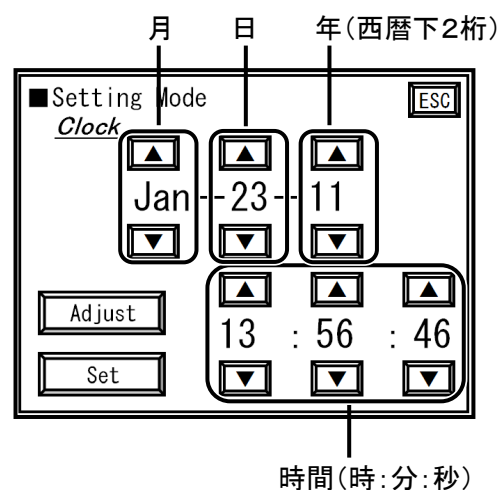 月 日 年(西暦下2桁)
■Setting Mode ESC
Clock
▲ ▲ ▲
Jan--23--11
▼ ▼ ▼
▲ ▲ ▲
Adjust 13 : 56 : 46
Set ▼ ▼ ▼
時間(時:分:秒)